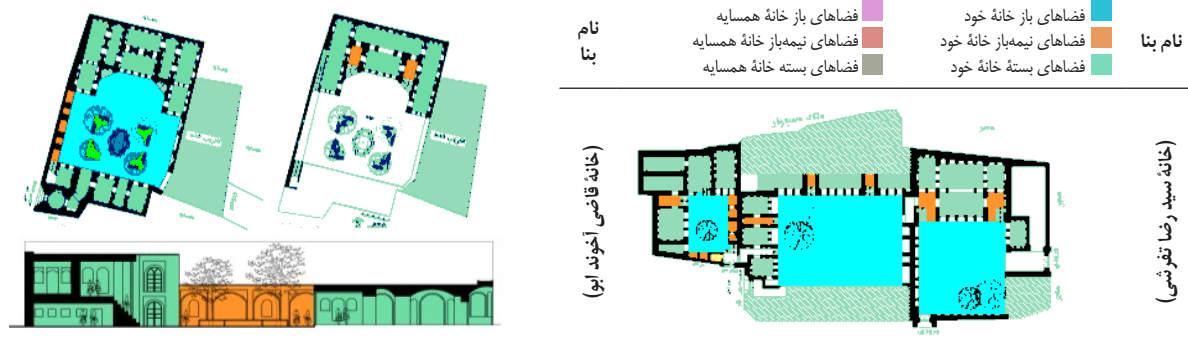 نام بنا
فضاهای باز خانهٔ خود
فضاهای نیمه‌باز خانهٔ خود
فضاهای بستهٔ خانهٔ خود
فضاهای باز خانهٔ همسایه
فضاهای نیمه‌باز خانهٔ همسایه
فضاهای بسته خانهٔ همسایه
نام
بنا
(خانهٔ سید رضا تفرشی)
(خانه قاضی آخوند ابو)